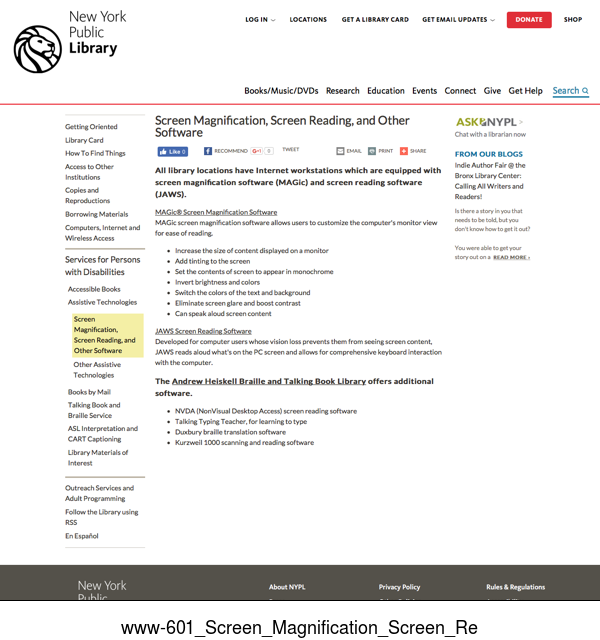 New York
Public
Library
LOG IN
LOCATIONS
GET A LIBRARY CARD
GET EMAIL UPDATES
DONATE
SHOP
Books/Music/DVDs Research Education Events Connect Give Get Help Search
Getting Oriented
Library Card
How To Find Things
Access to Other
Institutions
Copies and
Reproductions
Borrowing Materials
Computers, Internet and
Wireless Access
Services for Persons
with Disabilities
Accessible Books
Assistive Technologies
Screen
Magnification,
Screen Reading, and
Other Software
Other Assistive
Technologies
Books by Mail
Talking Book and
Braille Service
ASL Interpretation and
CART Captioning
Library Materials of
Interest
Outreach Services and
Adult Programming
Follow the Library using
RSS
En Español
Screen Magnification, Screen Reading, and Other
Software
Like 0
RECOMMEND
G+1 0
TWEET
EMAIL
PRINT
SHARE
All library locations have Internet workstations which are equipped with
screen magnification software (MAGic) and screen reading software
(JAWS).
MAGic® Screen Magnification Software
MAGic screen magnification software allows users to customize the computer's monitor view
for ease of reading.
• Increase the size of content displayed on a monitor
• Add tinting to the screen
• Set the contents of screen to appear in monochrome
• Invert brightness and colors
• Switch the colors of the text and background
• Eliminate screen glare and boost contrast
• Can speak aloud screen content
JAWS Screen Reading Software
Developed for computer users whose vision loss prevents them from seeing screen content,
JAWS reads aloud what's on the PC screen and allows for comprehensive keyboard interaction
with the computer.
The Andrew Heiskell Braille and Talking Book Library offers additional
software.
• NVDA (NonVisual Desktop Access) screen reading software
• Talking Typing Teacher, for learning to type
• Duxbury braille translation software
• Kurzweil 1000 scanning and reading software
ASK NYPL >
Chat with a librarian now
FROM OUR BLOGS
Indie Author Fair @ the
Bronx Library Center:
Calling All Writers and
Readers!
Is there a story in you that
needs to be told, but you
don't know how to get it out?
You were able to get your
story out on a READ MORE ›
New York
Public
About NYPL
Privacy Policy
Rules & Regulations
www-601_Screen_Magnification_Screen_Re